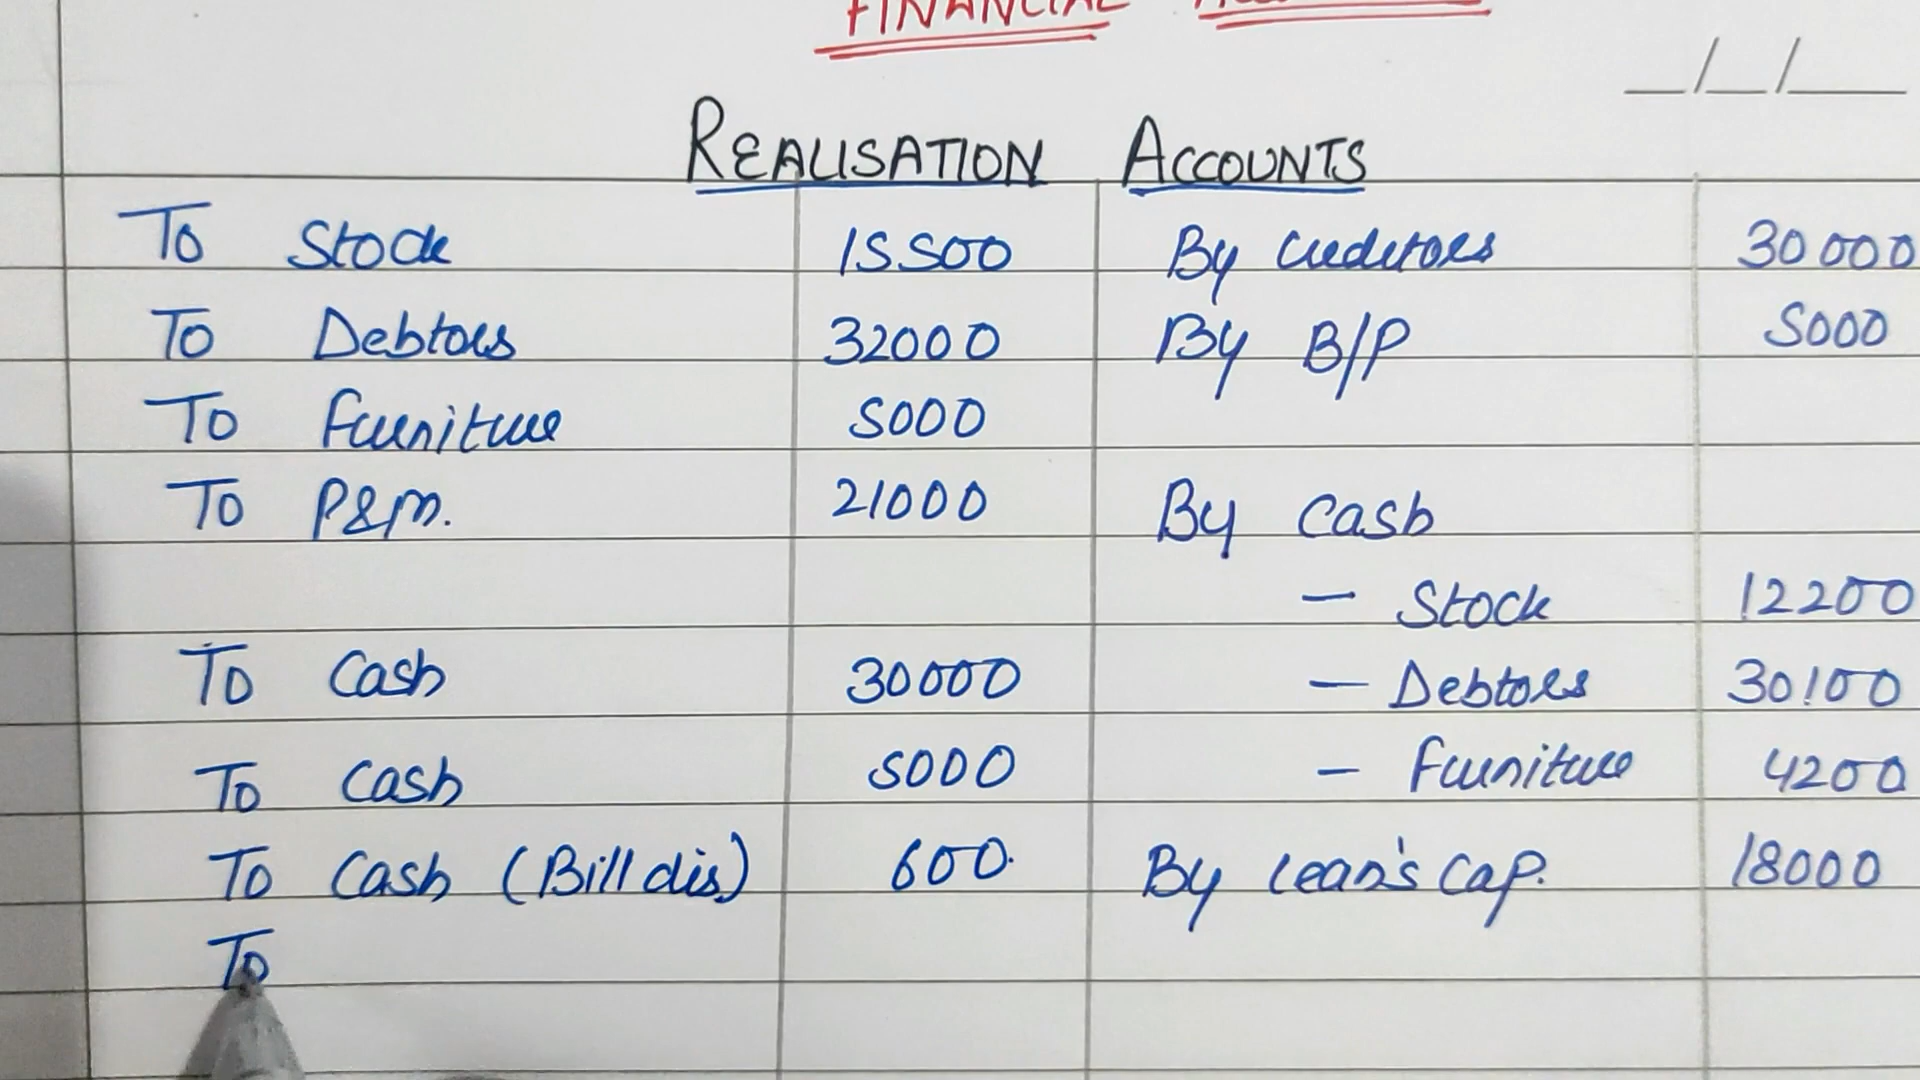 FINANCIAL
_/_/__
REALISATION ACCOUNTS
To Stock 15500 By Creditors 30000
To Debtors 32000 By B/P 5000
To Furniture 5000
To P&M. 21000 By Cash
- Stock 12200
To Cash 30000 - Debtors 30100
To Cash 5000 - Furniture 4200
To Cash (Bill dis) 600. By lean's Cap. 18000
To